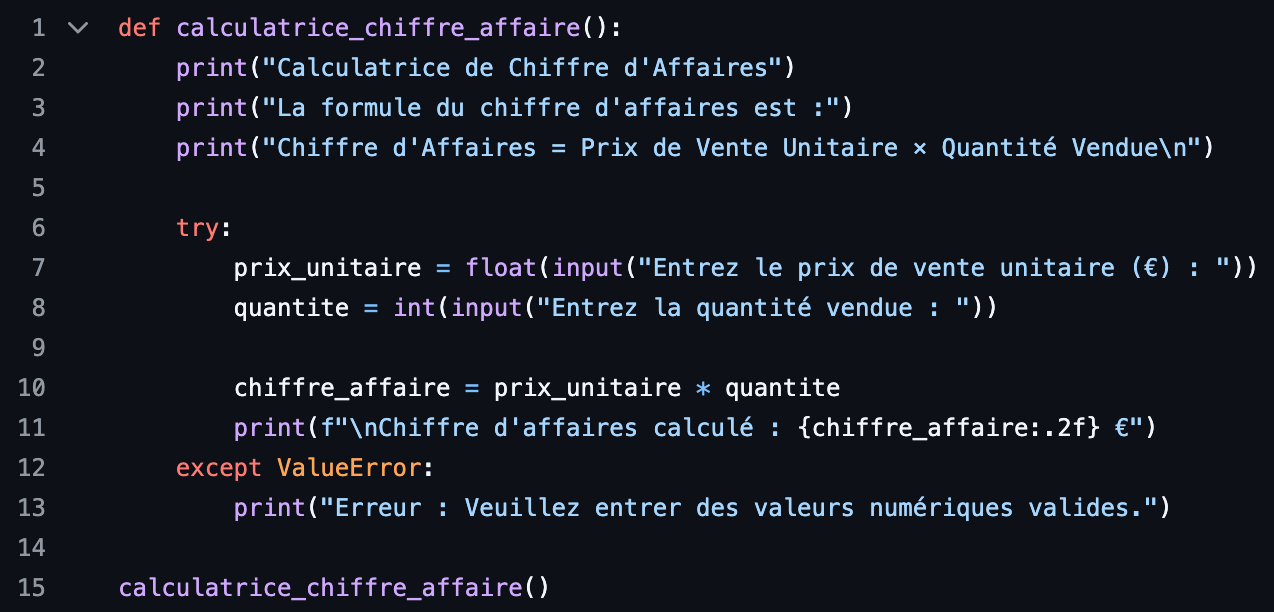 1 def calculatrice_chiffre_affaire():
2 print("Calculatrice de Chiffre d'Affaires")
3 print("La formule du chiffre d'affaires est :")
4 print("Chiffre d'Affaires = Prix de Vente Unitaire × Quantité Vendue\n")
5
6 try:
7 prix_unitaire = float(input("Entrez le prix de vente unitaire (€) : "))
8 quantite = int(input("Entrez la quantité vendue : "))
9
10 chiffre_affaire = prix_unitaire * quantite
11 print(f"\nChiffre d'affaires calculé : {chiffre_affaire:.2f} €")
12 except ValueError:
13 print("Erreur : Veuillez entrer des valeurs numériques valides.")
14
15 calculatrice_chiffre_affaire()